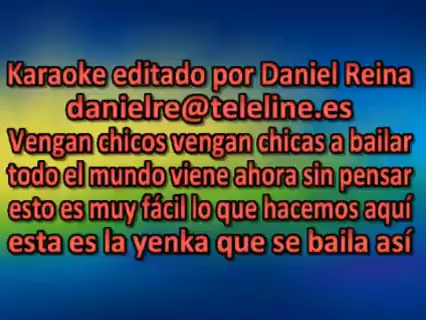 Karaoke editado por Daniel Reina
danielre@teleline.es
Vengan chicos vengan chicas a bailar
todo el mundo viene ahora sin pensar
esto es muy fácil lo que hacemos aquí
esta es la yenka que se baila así